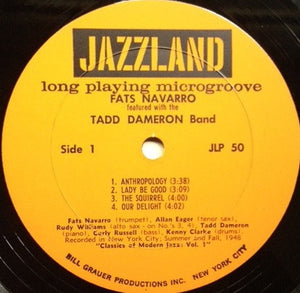 JAZZLAND
long playing microgroove
FATS NAVARRO
featured with the
TADD DAMERON Band
Side 1
JLP 50
1. ANTHROPOLOGY (3:38)
2. LADY BE GOOD (3:09)
3. THE SQUIRREL (4:00)
4. OUR DELIGHT (4:02)
Fats Navarro (trumpet), Allan Eager (tenor sax),
Rudy Williams (alto sax - on No's 3, 4) Tadd Dameron
(piano), Curly Russell (bass), Kenny Clarke (drums).
Recorded in New York City; Summer and Fall, 1948
"Classics of Modern Jazz: Vol. 1"
BILL GRAUER PRODUCTIONS INC. NEW YORK CITY